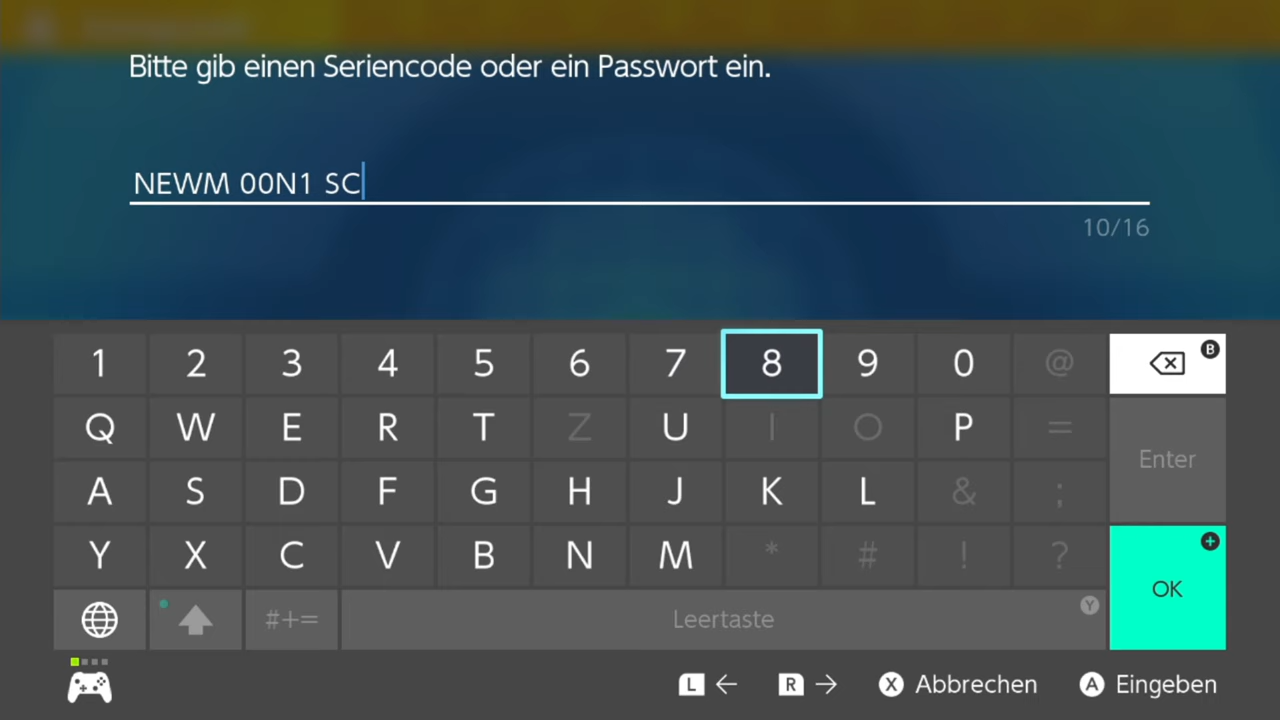 Bitte gib einen Seriencode oder ein Passwort ein.
NEWM 00N1 SC
10/16
1 2 3 4 5 6 7 8 9 0 @ B
Q W E R T Z U I O P =
Enter
A S D F G H J K L & ;
Y X C V B N M * # ! ? +
OK
#+= Leertaste Y
L ← R → X Abbrechen A Eingeben